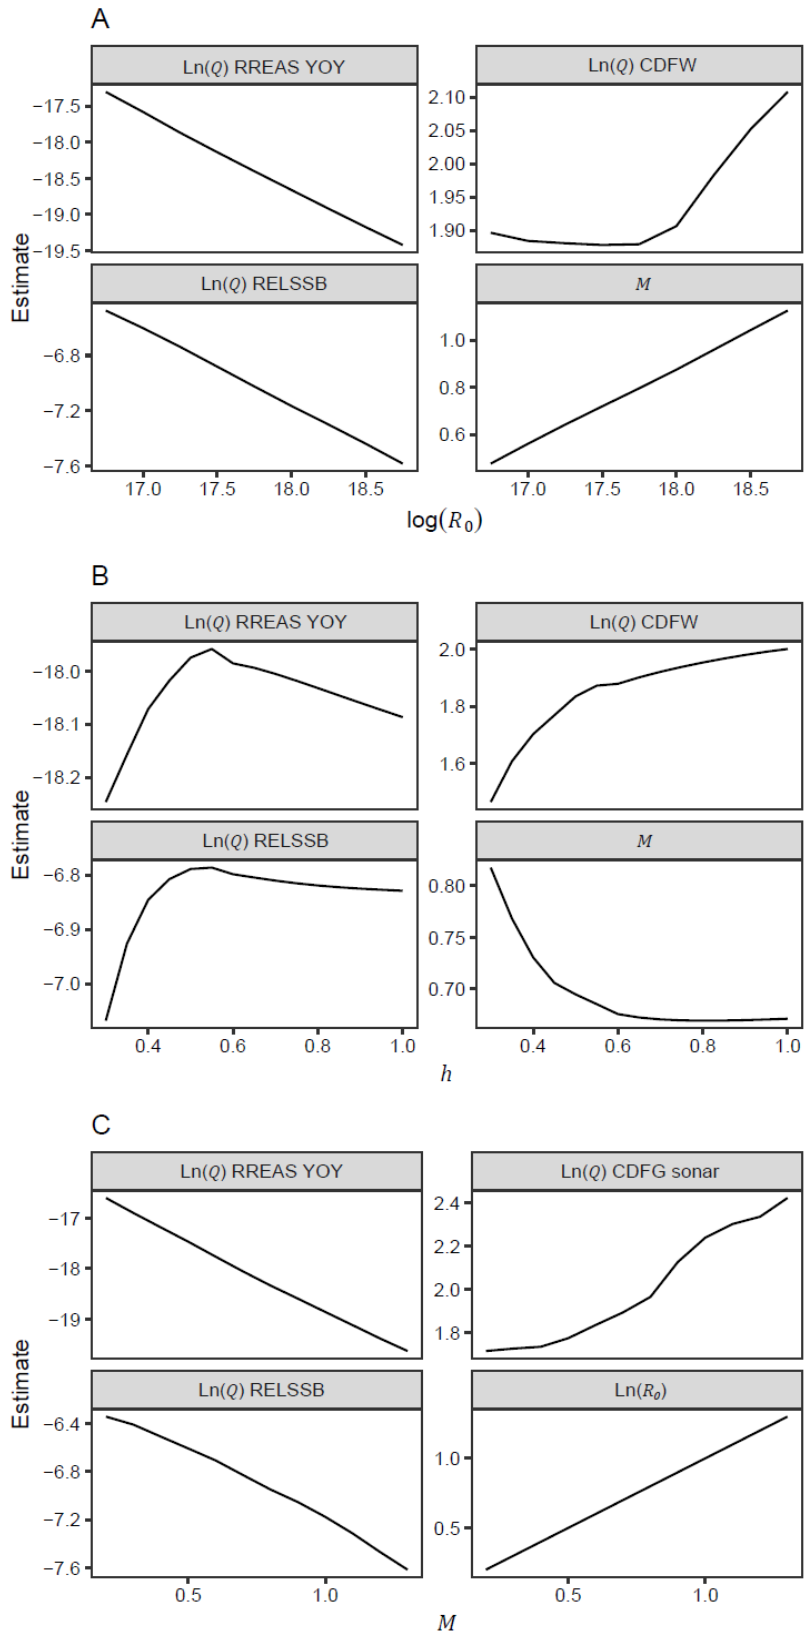 A
Ln(Q) RREAS YOY
Ln(Q) CDFW
−17.5
−18.0
−18.5
−19.0
−19.5
2.10
2.05
2.00
1.95
1.90
Estimate
Ln(Q) RELSSB
M
−6.8
−7.2
−7.6
1.0
0.8
0.6
17.0 17.5 18.0 18.5
17.0 17.5 18.0 18.5
log(R0)
B
Ln(Q) RREAS YOY
Ln(Q) CDFW
−18.0
−18.1
−18.2
2.0
1.8
1.6
Estimate
Ln(Q) RELSSB
M
−6.8
−6.9
−7.0
0.80
0.75
0.70
0.4 0.6 0.8 1.0
0.4 0.6 0.8 1.0
h
C
Ln(Q) RREAS YOY
Ln(Q) CDFG sonar
−17
−18
−19
2.4
2.2
2.0
1.8
Estimate
Ln(Q) RELSSB
Ln(R0)
−6.4
−6.8
−7.2
−7.6
1.0
0.5
0.5 1.0
0.5 1.0
M